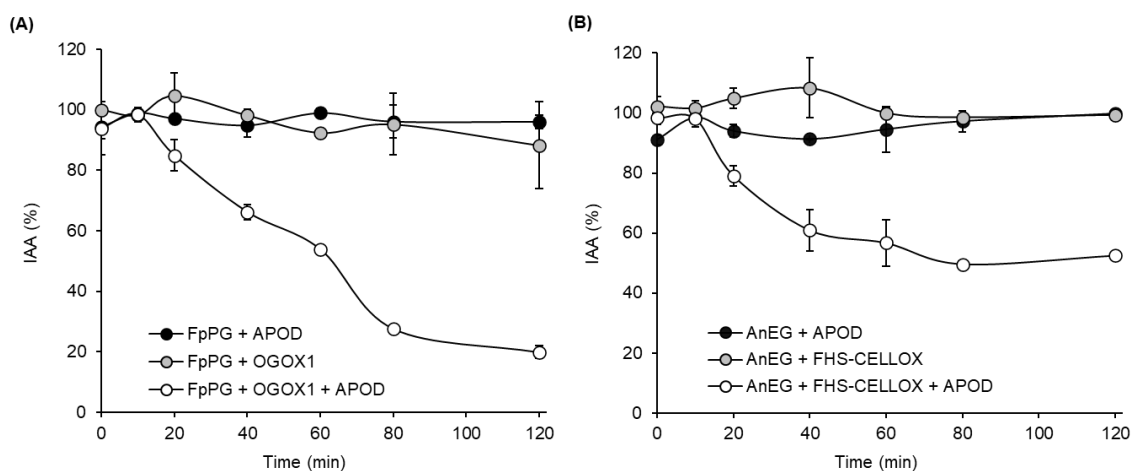 (A)
120
100
80
60
40
20
0
IAA (%)
FpPG + APOD
FpPG + OGOX1
FpPG + OGOX1 + APOD
0 20 40 60 80 100 120
Time (min)
(B)
120
100
80
60
40
20
0
IAA (%)
AnEG + APOD
AnEG + FHS-CELLOX
AnEG + FHS-CELLOX + APOD
0 20 40 60 80 100 120
Time (min)